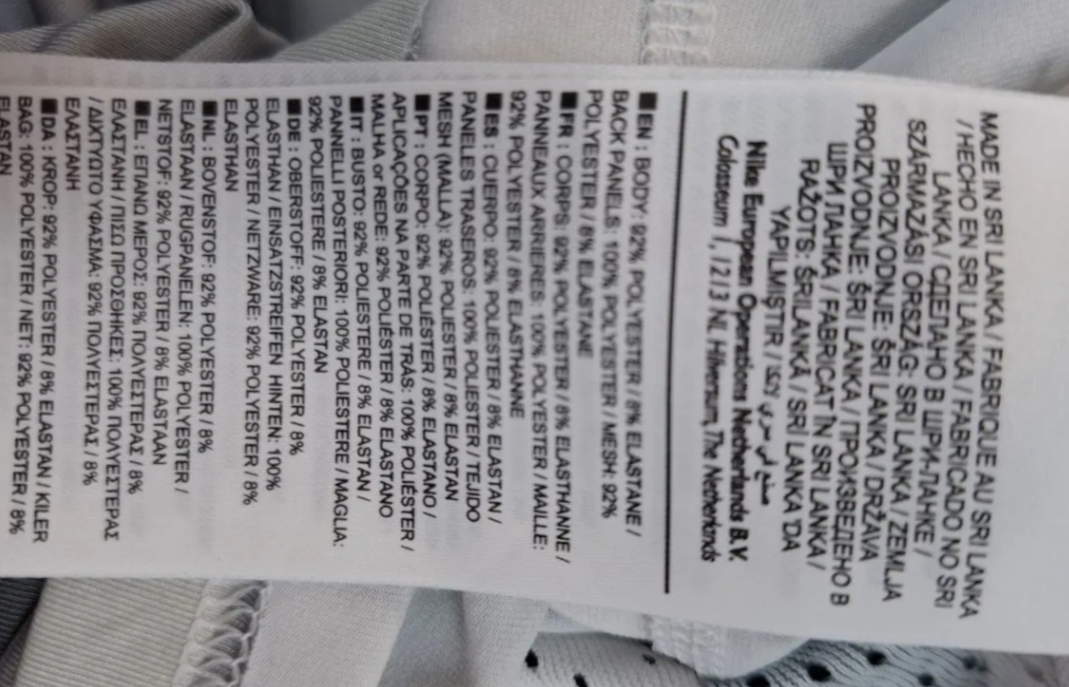 MADE IN SRI LANKA / FABRIQUE AU SRI LANKA
/ HECHO EN SRI LANKA / FABRICADO NO SRI
LANKA / СДЕЛАНО В ШРИ-ЛАНКЕ /
SZÁRMAZÁSI ORSZÁG: SRI LANKA / ZEMLJA
PROIZVODNJE: ŠRI LANKA / DRŽAVA
PROIZVODNJE: ŠRI LANKA / ПРОИЗВЕДЕНО В
ШРИ ЛАНКА / FABRICAT ÎN SRI LANKA /
RAŽOTS: ŠRILANKĀ / SRİ LANKA 'DA
YAPILMIŞTIR / صنع في سري لانكا
Nike European Operations Netherlands B.V.
Colosseum 1, 1213 NL Hilversum, The Netherlands
■ EN : BODY: 92% POLYESTER / 8% ELASTANE /
BACK PANELS: 100% POLYESTER / MESH: 92%
POLYESTER / 8% ELASTANE
■ FR : CORPS: 92% POLYESTER / 8% ELASTHANNE /
PANNEAUX ARRIERES: 100% POLYESTER / MAILLE:
92% POLYESTER / 8% ELASTHANNE
■ ES : CUERPO: 92% POLIESTER / 8% ELASTAN /
PANELES TRASEROS: 100% POLIESTER / TEJIDO
MESH (MALLA): 92% POLIESTER / 8% ELASTAN
■ PT : CORPO: 92% POLIÉSTER / 8% ELASTANO /
APLICAÇÕES NA PARTE DE TRÁS: 100% POLIÉSTER /
MALHA or REDE: 92% POLIÉSTER / 8% ELASTANO
■ IT : BUSTO: 92% POLIESTERE / 8% ELASTAN /
PANNELLI POSTERIORI: 100% POLIESTERE / MAGLIA:
92% POLIESTERE / 8% ELASTAN
■ DE : OBERSTOFF: 92% POLYESTER / 8%
ELASTHAN / EINSATZSTREIFEN HINTEN: 100%
POLYESTER / NETZWARE: 92% POLYESTER / 8%
ELASTHAN
■ NL : BOVENSTOF: 92% POLYESTER / 8%
ELASTAAN / RUGPANELEN: 100% POLYESTER /
NETSTOF: 92% POLYESTER / 8% ELASTAAN
■ EL : ΕΠΑΝΩ ΜΕΡΟΣ: 92% ΠΟΛΥΕΣΤΕΡΑΣ / 8%
ΕΛΑΣΤΑΝΗ / ΠΙΣΩ ΠΡΟΣΘΗΚΕΣ: 100% ΠΟΛΥΕΣΤΕΡΑΣ
/ ΔΙΧΤΥΩΤΟ ΥΦΑΣΜΑ: 92% ΠΟΛΥΕΣΤΕΡΑΣ / 8%
ΕΛΑΣΤΑΝΗ
■ DA : KROP: 92% POLYESTER / 8% ELASTAN / KILER
BAG: 100% POLYESTER / NET: 92% POLYESTER / 8%
ELASTAN